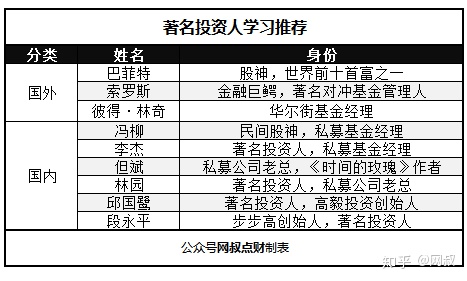 著名投资人学习推荐
分类 姓名 身份
国外
巴菲特 股神，世界前十首富之一
索罗斯 金融巨鳄，著名对冲基金管理人
彼得·林奇 华尔街基金经理
国内
冯柳 民间股神，私募基金经理
李杰 著名投资人，私募基金经理
但斌 私募公司老总，《时间的玫瑰》作者
林园 著名投资人，私募公司老总
邱国鹭 著名投资人，高毅投资创始人
段永平 步步高创始人，著名投资人
公众号网叔点财制表
知乎 @网叔